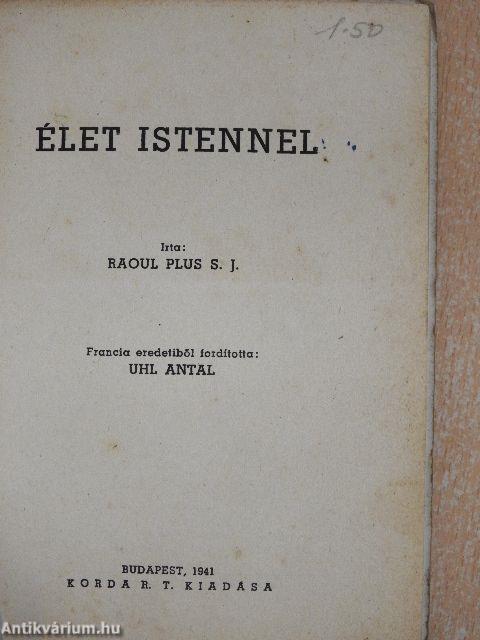 1.50
ÉLET ISTENNEL
Irta:
RAOUL PLUS S. J.
Francia eredetiből fordította:
UHL ANTAL
BUDAPEST, 1941
KORDA R. T. KIADÁSA
Antikvárium.hu